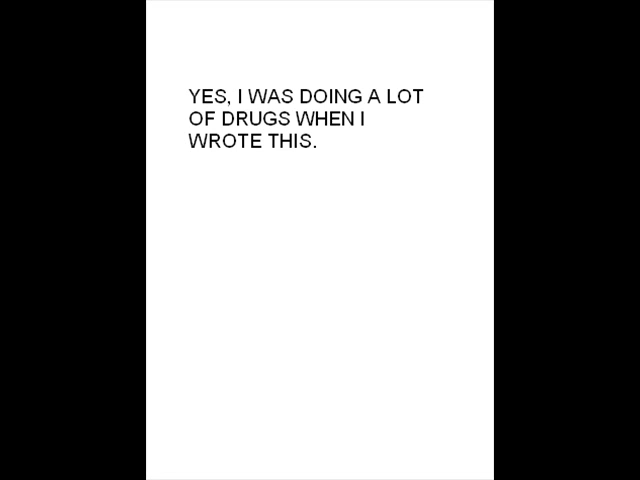 YES, I WAS DOING A LOT
OF DRUGS WHEN I
WROTE THIS.